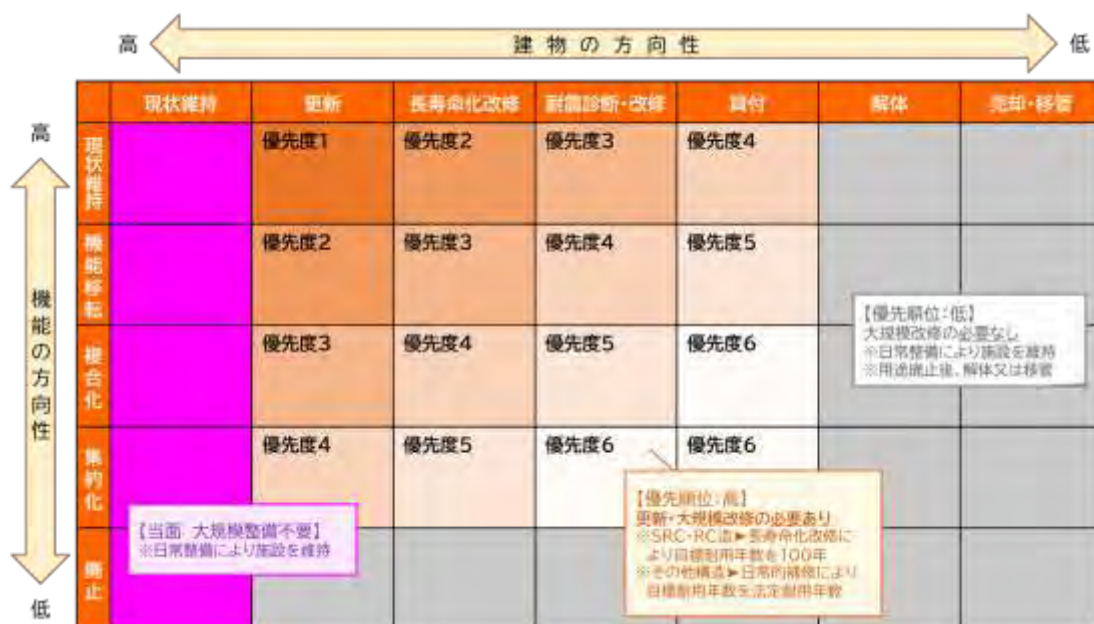 高
建物の方向性
低
現状維持
更新
長寿命化改修
耐震診断・改修
貸付
解体
売却・移管
高
機能の方向性
低
現状維持
優先度1
優先度2
優先度3
優先度4
機能移転
優先度2
優先度3
優先度4
優先度5
複合化
優先度3
優先度4
優先度5
優先度6
集約化
優先度4
優先度5
優先度6
優先度6
廃止
【優先順位:低】
大規模改修の必要なし
※日常整備により施設を維持
※用途廃止後、解体又は移管
【当面 大規模整備不要】
※日常整備により施設を維持
【優先順位:高】
更新・大規模改修の必要あり
※SRC・RC造▶長寿命化改修に
より目標耐用年数を100年
※その他構造▶日常的補修により
目標耐用年数を法定耐用年数